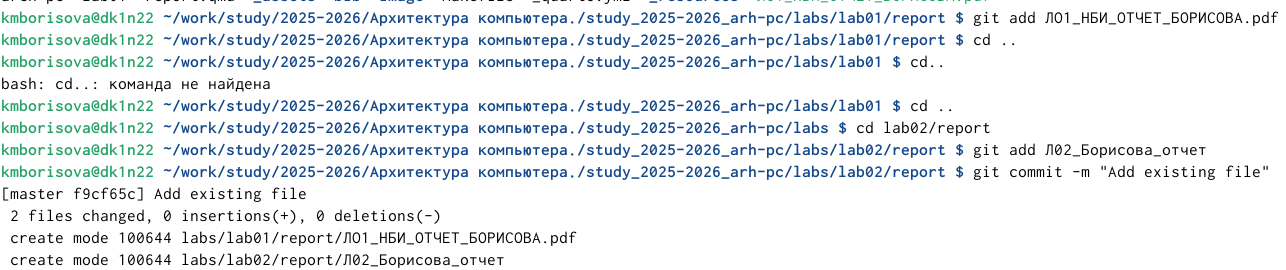 kmborisova@dk1n22 ~/work/study/2025-2026/Архитектура компьютера./study_2025-2026_arh-pc/labs/lab01/report $ git add ЛО1_НБИ_ОТЧЕТ_БОРИСОВА.pdf
kmborisova@dk1n22 ~/work/study/2025-2026/Архитектура компьютера./study_2025-2026_arh-pc/labs/lab01/report $ cd ..
kmborisova@dk1n22 ~/work/study/2025-2026/Архитектура компьютера./study_2025-2026_arh-pc/labs/lab01 $ cd..
bash: cd..: команда не найдена
kmborisova@dk1n22 ~/work/study/2025-2026/Архитектура компьютера./study_2025-2026_arh-pc/labs/lab01 $ cd ..
kmborisova@dk1n22 ~/work/study/2025-2026/Архитектура компьютера./study_2025-2026_arh-pc/labs $ cd lab02/report
kmborisova@dk1n22 ~/work/study/2025-2026/Архитектура компьютера./study_2025-2026_arh-pc/labs/lab02/report $ git add Л02_Борисова_отчет
kmborisova@dk1n22 ~/work/study/2025-2026/Архитектура компьютера./study_2025-2026_arh-pc/labs/lab02/report $ git commit -m "Add existing file"
[master f9cf65c] Add existing file
 2 files changed, 0 insertions(+), 0 deletions(-)
 create mode 100644 labs/lab01/report/ЛО1_НБИ_ОТЧЕТ_БОРИСОВА.pdf
 create mode 100644 labs/lab02/report/Л02_Борисова_отчет